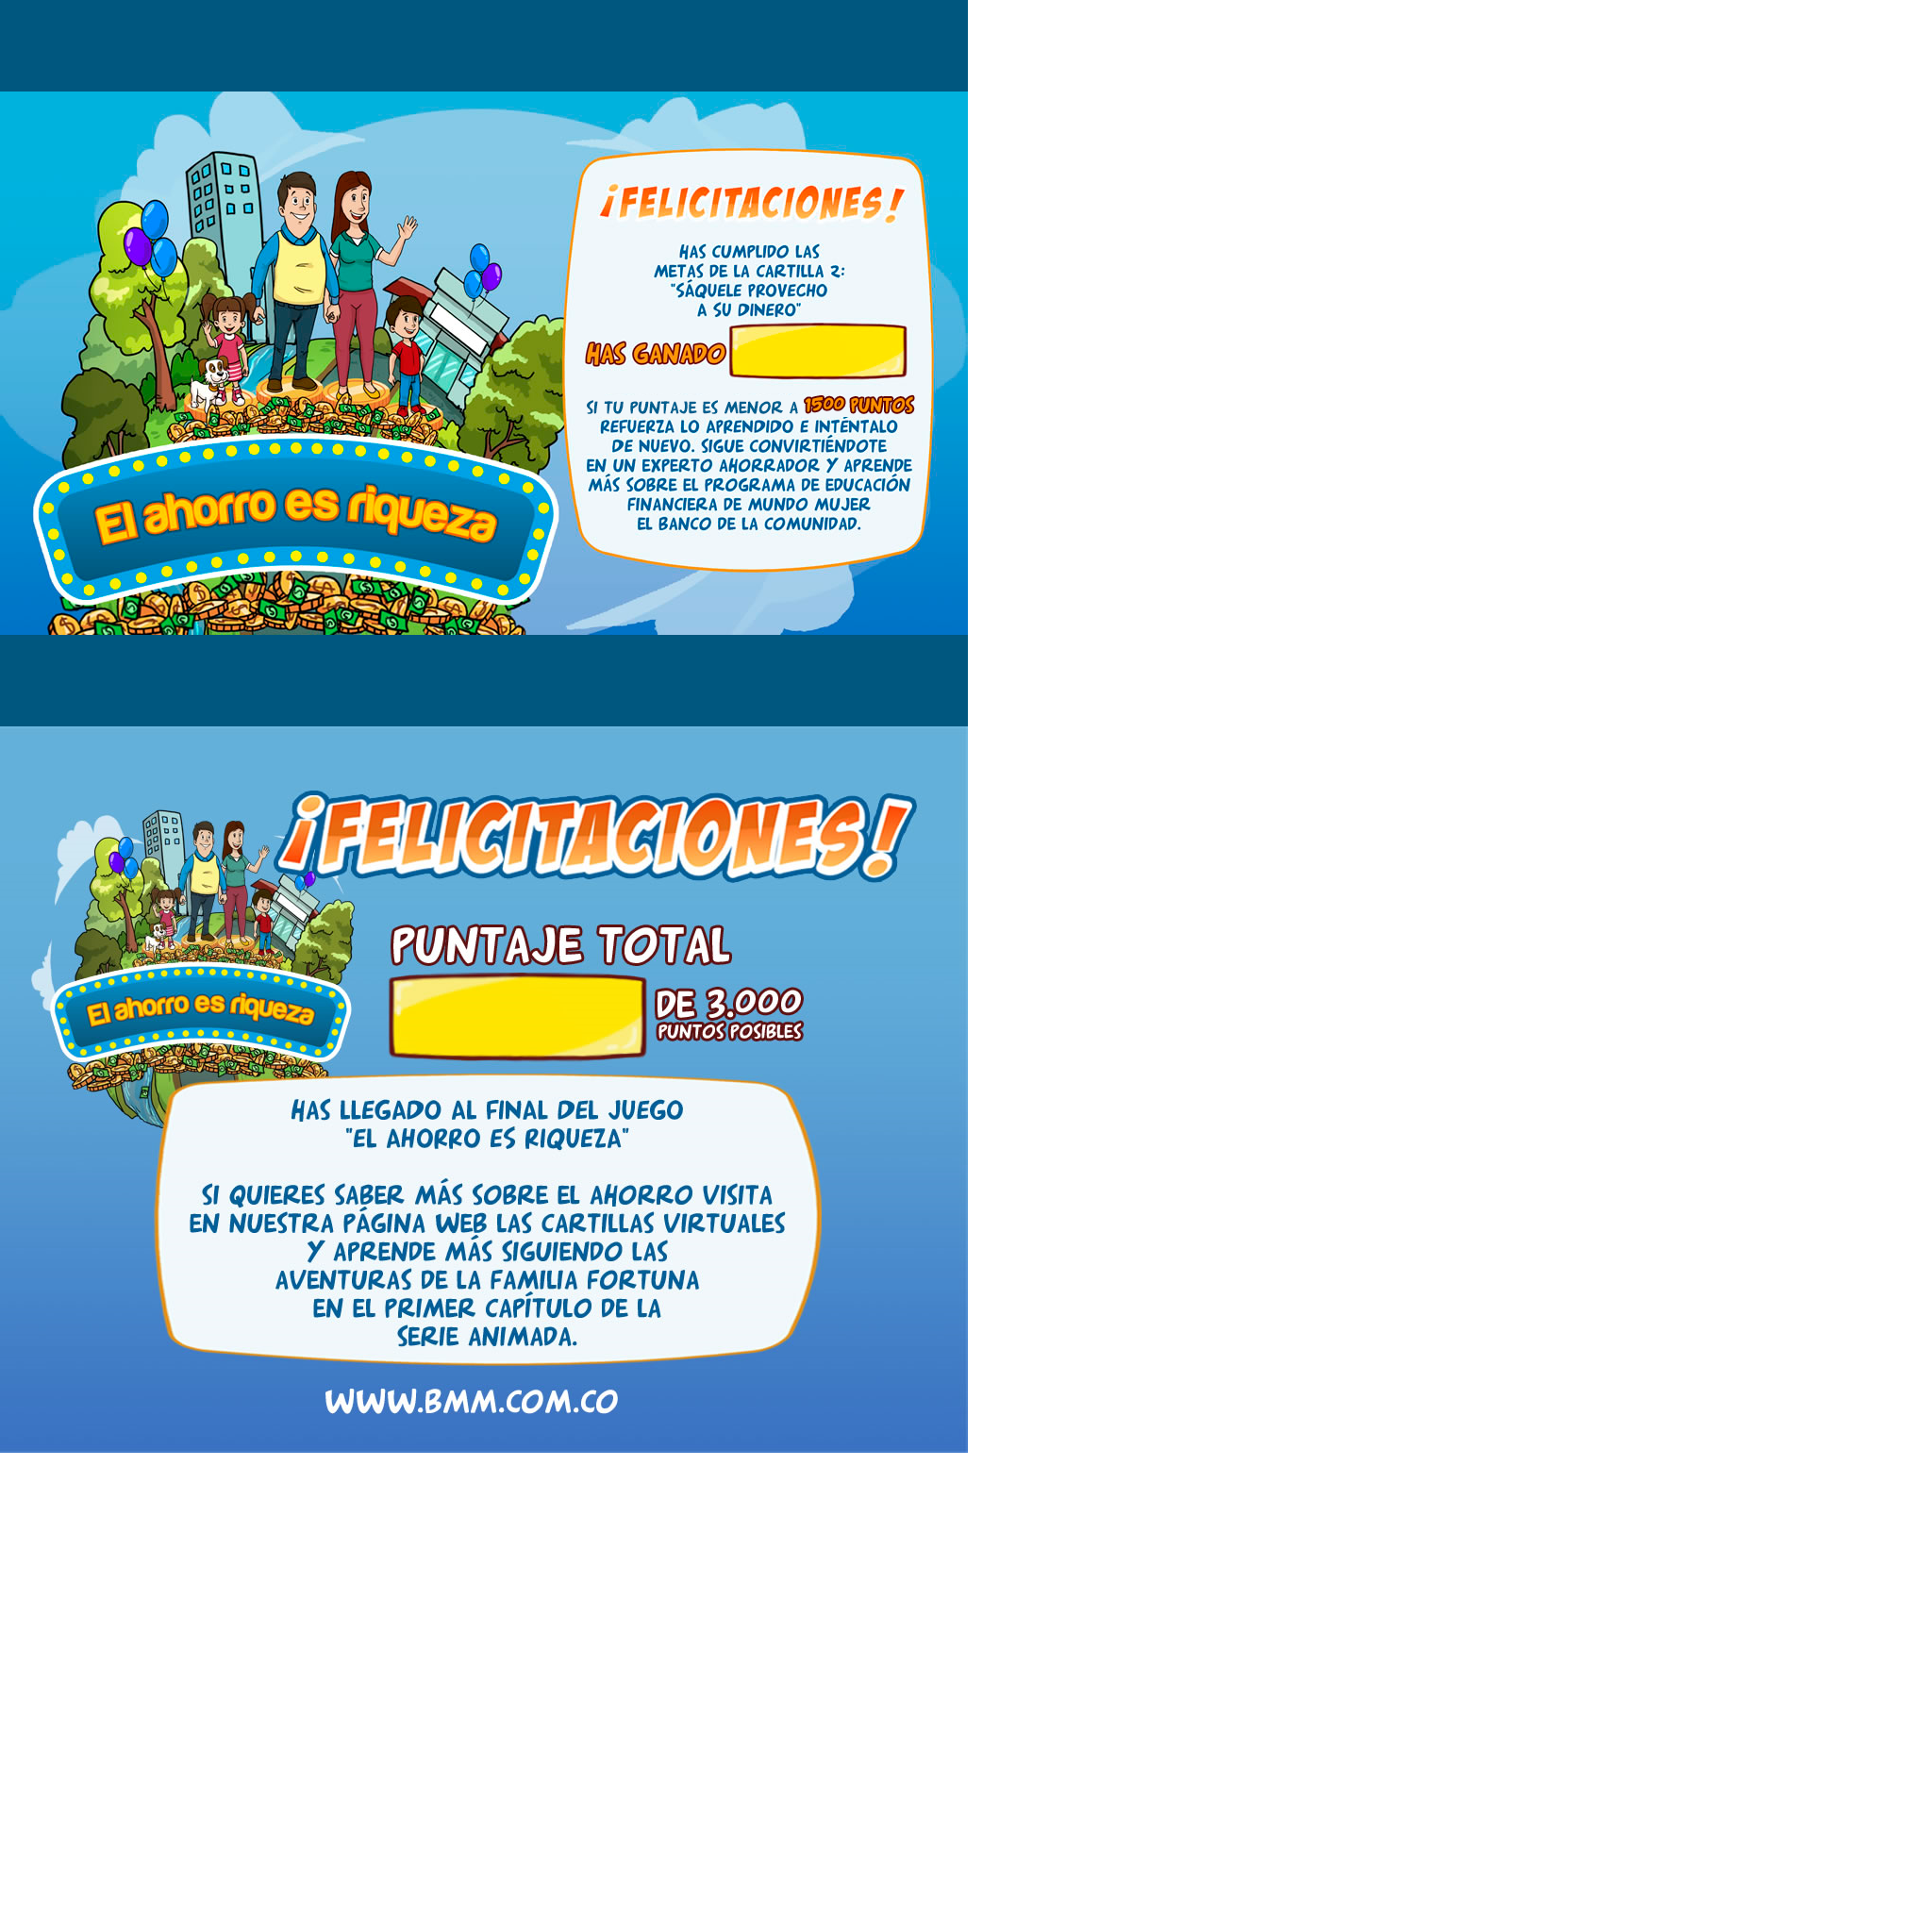 ¡FELICITACIONES!
HAS CUMPLIDO LAS
METAS DE LA CARTILLA 2:
"SÁQUELE PROVECHO
A SU DINERO"
HAS GANADO
SI TU PUNTAJE ES MENOR A 1500 PUNTOS
REFUERZA LO APRENDIDO E INTÉNTALO
DE NUEVO. SIGUE CONVIRTIÉNDOTE
EN UN EXPERTO AHORRADOR Y APRENDE
MÁS SOBRE EL PROGRAMA DE EDUCACIÓN
FINANCIERA DE MUNDO MUJER
EL BANCO DE LA COMUNIDAD.
El ahorro es riqueza
¡FELICITACIONES!
PUNTAJE TOTAL
DE 3.000
PUNTOS POSIBLES
El ahorro es riqueza
HAS LLEGADO AL FINAL DEL JUEGO
"EL AHORRO ES RIQUEZA"
SI QUIERES SABER MÁS SOBRE EL AHORRO VISITA
EN NUESTRA PÁGINA WEB LAS CARTILLAS VIRTUALES
Y APRENDE MÁS SIGUIENDO LAS
AVENTURAS DE LA FAMILIA FORTUNA
EN EL PRIMER CAPÍTULO DE LA
SERIE ANIMADA.
WWW.BMM.COM.CO